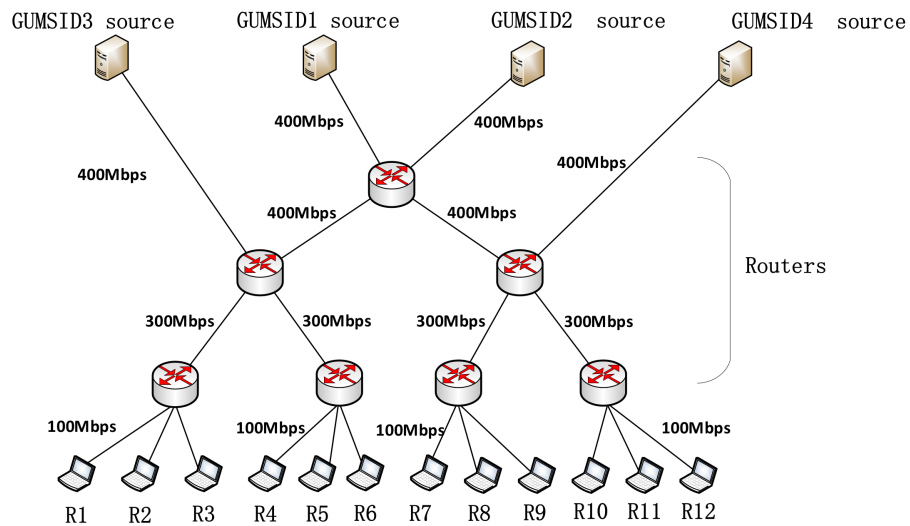 GUMSID3 source GUMSID1 source GUMSID2 source GUMSID4 source
400Mbps 400Mbps
400Mbps 400Mbps
400Mbps 400Mbps
Routers
300Mbps 300Mbps 300Mbps 300Mbps
100Mbps 100Mbps 100Mbps 100Mbps
R1 R2 R3 R4 R5 R6 R7 R8 R9 R10 R11 R12